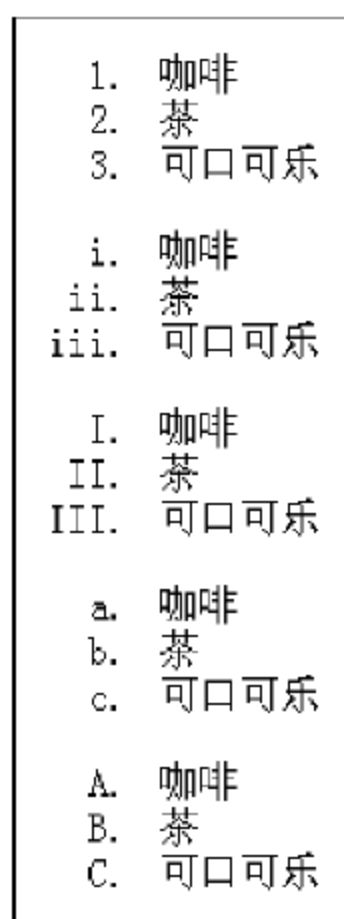 1. 咖啡
2. 茶
3. 可口可乐
i. 咖啡
ii. 茶
iii. 可口可乐
I. 咖啡
II. 茶
III. 可口可乐
a. 咖啡
b. 茶
c. 可口可乐
A. 咖啡
B. 茶
C. 可口可乐